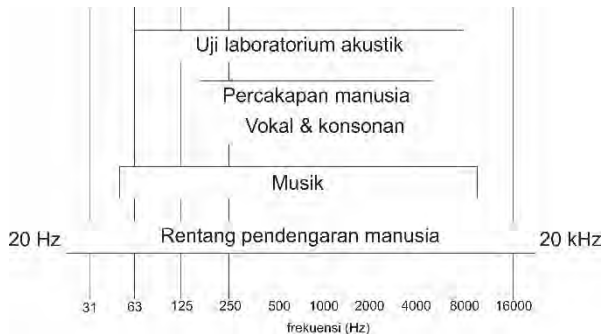 Uji laboratorium akustik
Percakapan manusia
Vokal & konsonan
Musik
20 Hz Rentang pendengaran manusia 20 kHz
31 63 125 250 500 1000 2000 4000 8000 16000
frekuensi (Hz)